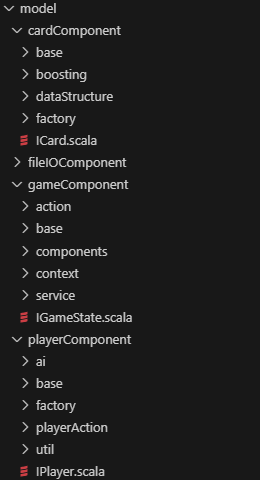 model
cardComponent
base
boosting
dataStructure
factory
ICard.scala
fileIOComponent
gameComponent
action
base
components
context
service
IGameState.scala
playerComponent
ai
base
factory
playerAction
util
IPlayer.scala